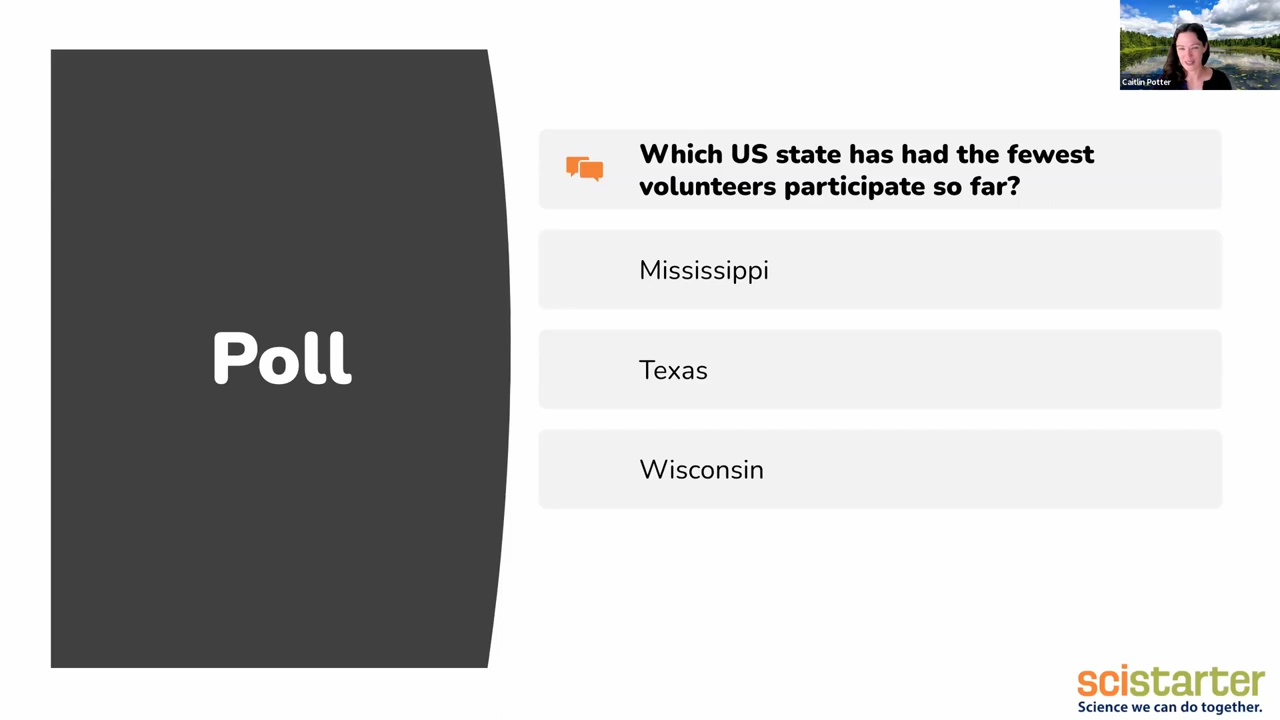 Caitlin Potter
Which US state has had the fewest
volunteers participate so far?
Mississippi
Poll
Texas
Wisconsin
scistarter
Science we can do together.